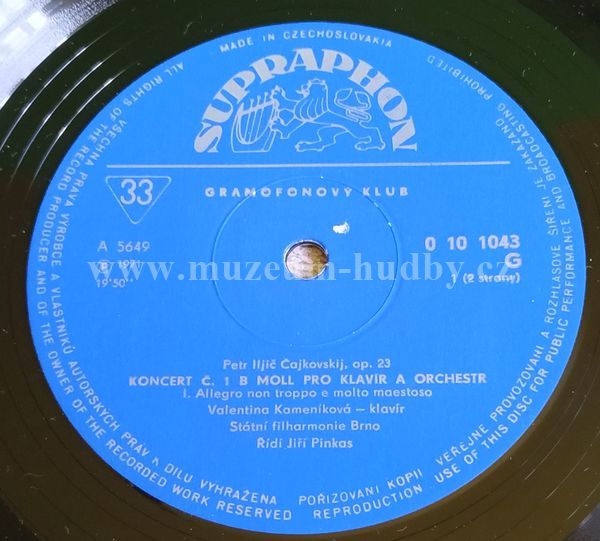 MADE IN CZECHOSLOVAKIA
SUPRAPHON
33
GRAMOFONOVÝ KLUB
A 5649
Ⓟ 1971
19'50''
0 10 1043
G
1 (2 strany)
www.muzeum-hudby.cz
Petr Iljič Čajkovskij, op. 23
KONCERT Č. 1 B MOLL PRO KLAVÍR A ORCHESTR
I. Allegro non troppo e molto maestoso
Valentina Kameníková – klavír
Státní filharmonie Brno
Řídí Jiří Pinkas
VŠECHNA PRÁVA VÝROBCE A VLASTNÍKŮ AUTORSKÝCH PRÁV K DÍLU VYHRAŽENA
POŘIZOVÁNÍ KOPIÍ VEŘEJNÉ PROVOZOVÁNÍ A ROZHLASOVÉ ŠÍŘENÍ JE ZAKÁZÁNO
ALL RIGHTS OF THE RECORD PRODUCER AND OF THE OWNER OF THE RECORDED WORK RESERVED
REPRODUCTION USE OF THIS DISC FOR PUBLIC PERFORMANCE AND BROADCASTING PROHIBITED